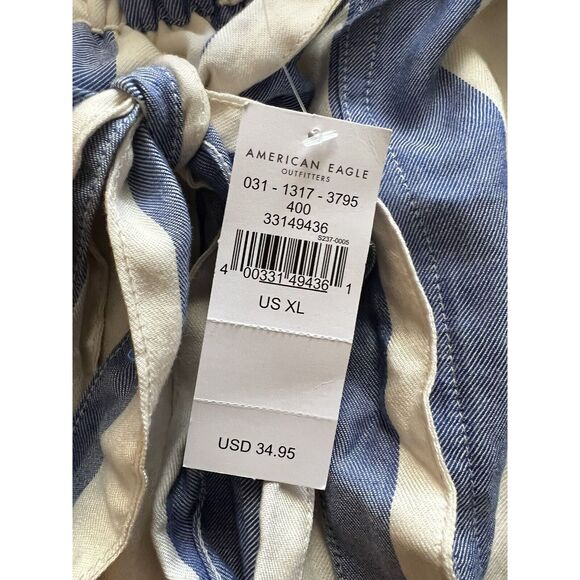 AMERICAN EAGLE
OUTFITTERS
031 - 1317 - 3795
400
33149436
S237-0005
4 00331 49436 1
US XL
USD 34.95